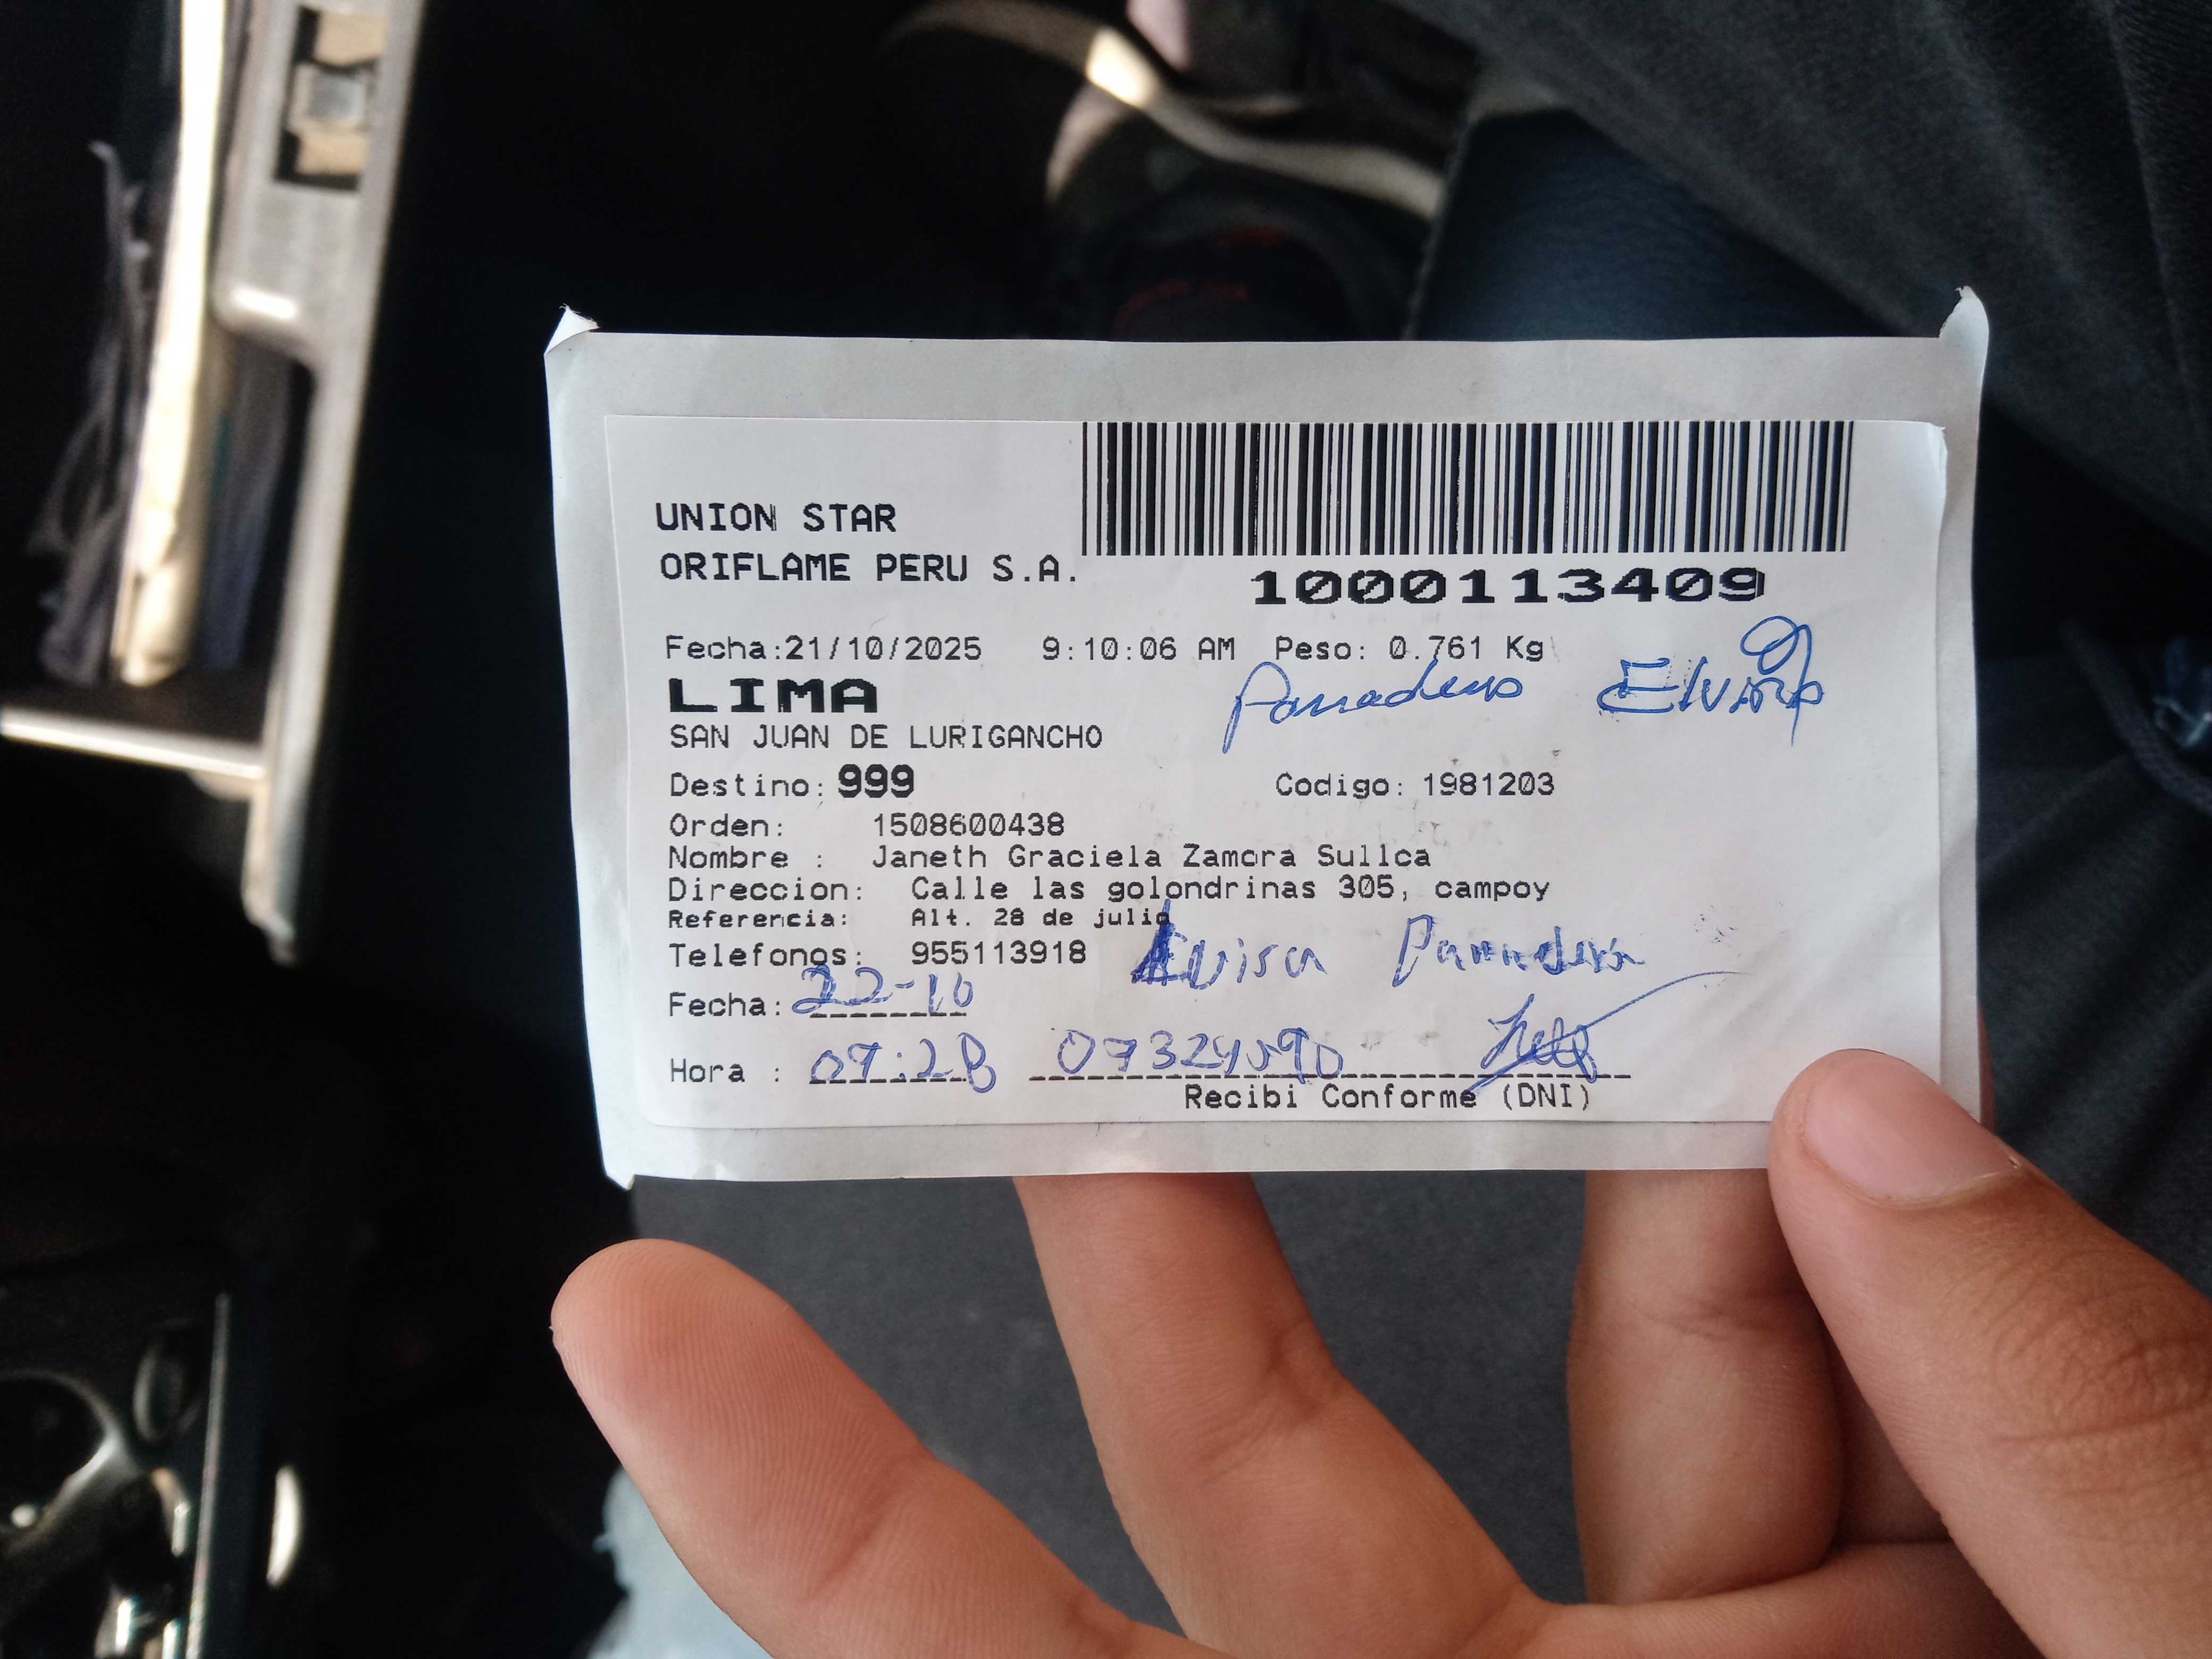 UNION STAR
ORIFLAME PERU S.A.
1000113409
Fecha:21/10/2025 9:10:06 AM Peso: 0.761 Kg
LIMA
SAN JUAN DE LURIGANCHO
Destino: 999 Codigo: 1981203
Orden: 1508600438
Nombre : Janeth Graciela Zamora Sullca
Direccion: Calle las golondrinas 305, campoy
Referencia: Alt. 28 de julio
Telefonos: 955113918
Fecha: 22-10
Hora :
Recibi Conforme (DNI)